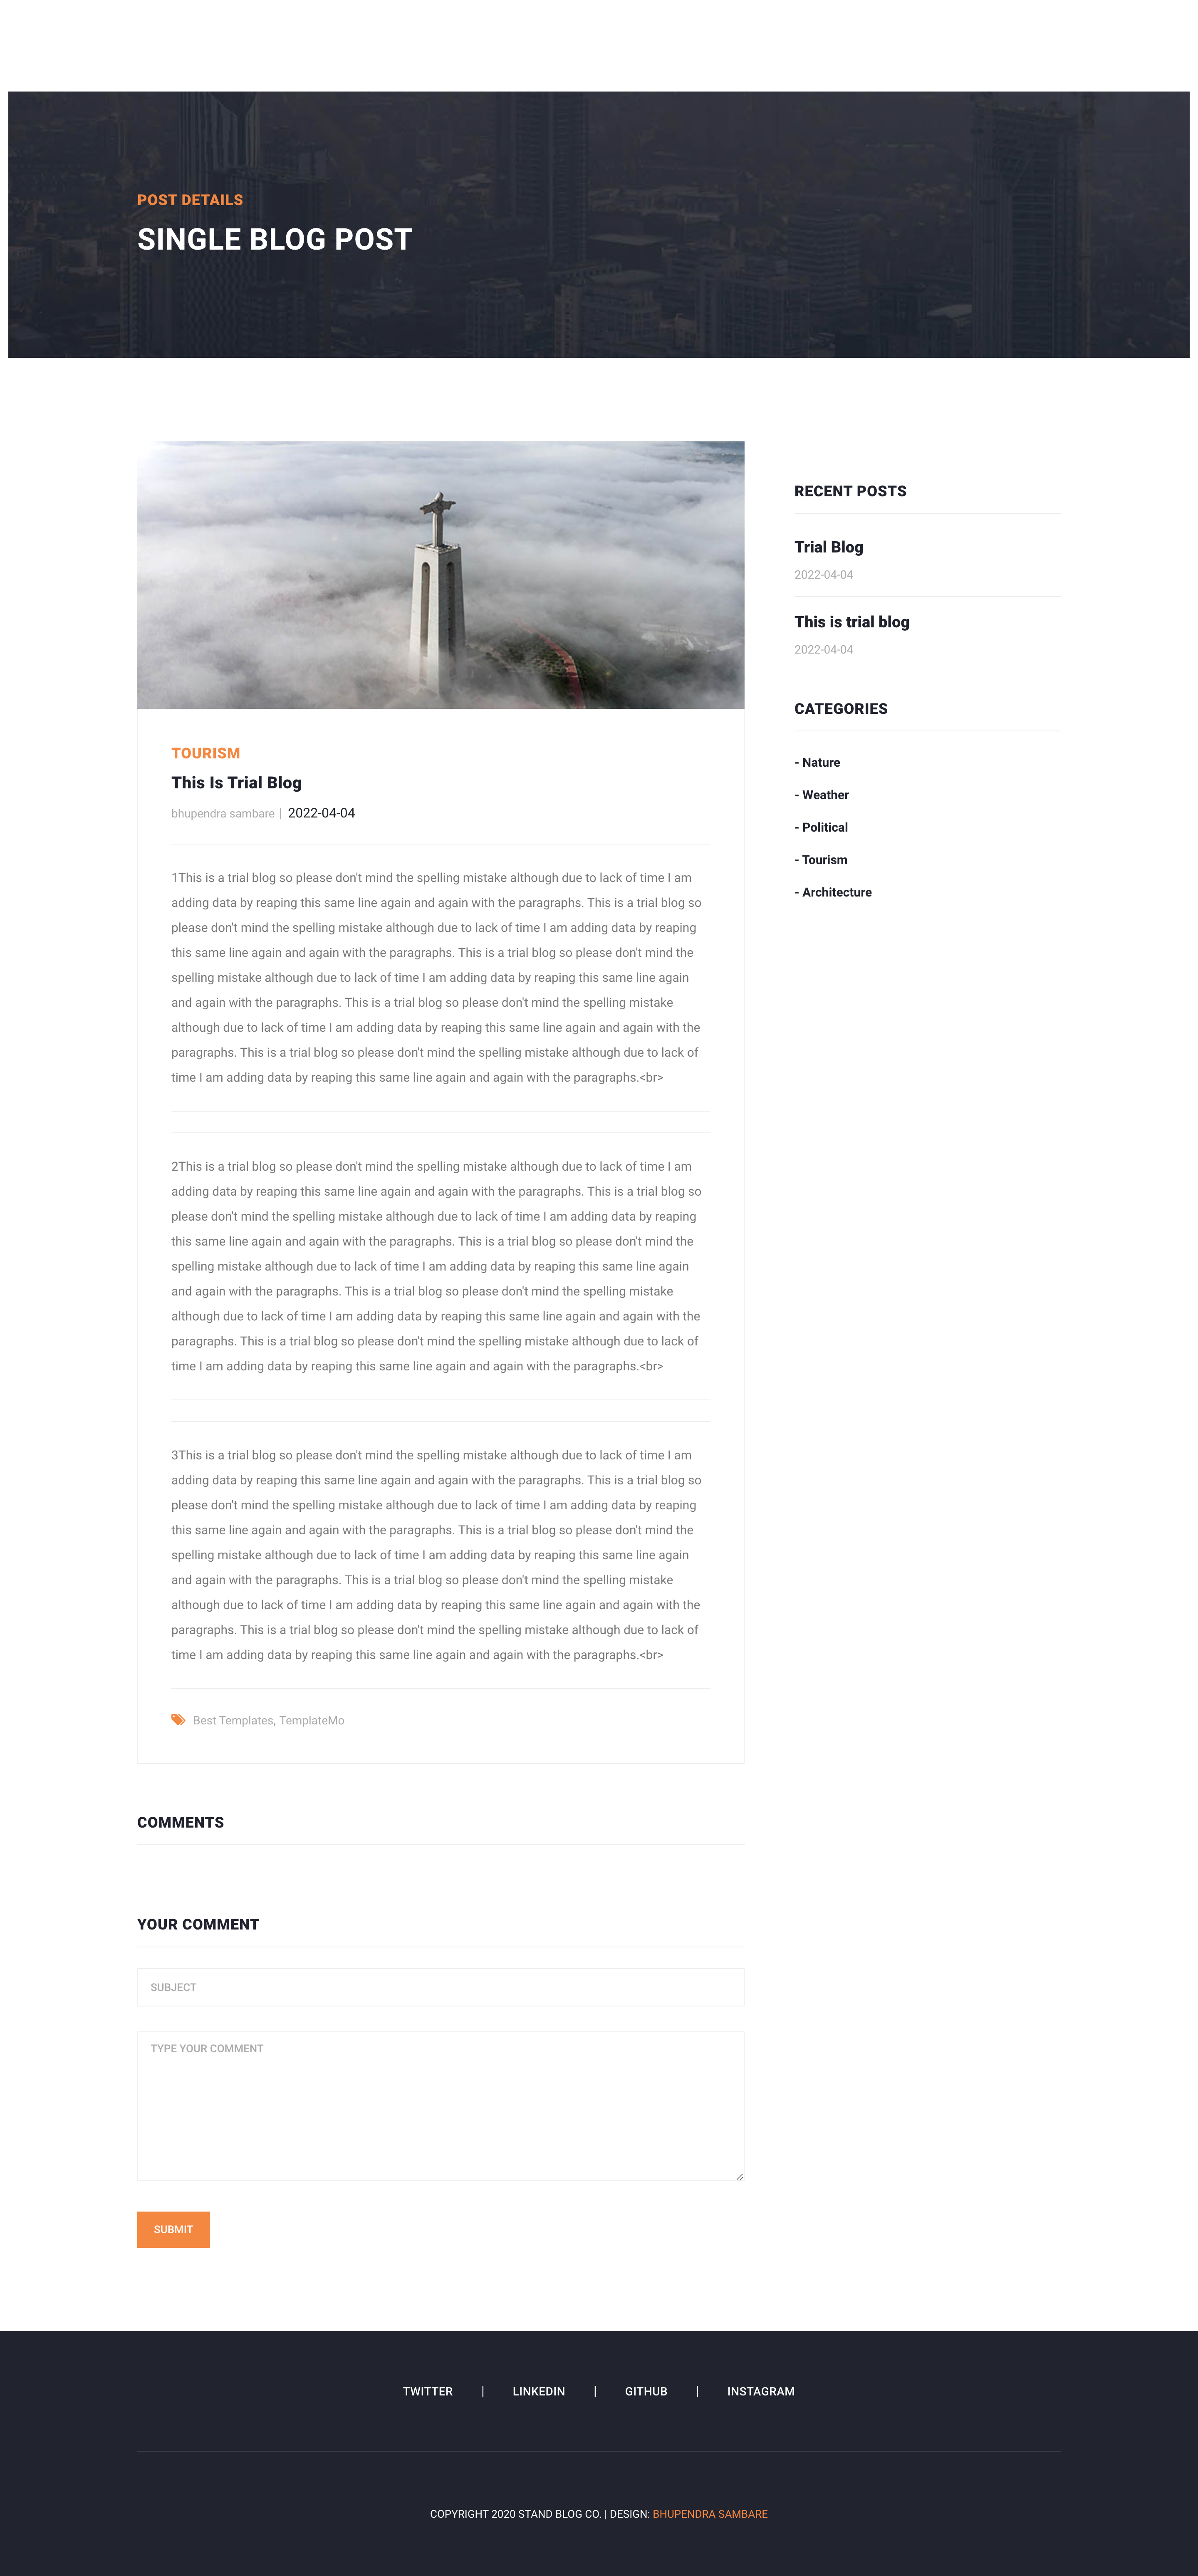 POST DETAILS
SINGLE BLOG POST
TOURISM
This Is Trial Blog
bhupendra sambare | 2022-04-04
1This is a trial blog so please don't mind the spelling mistake although due to lack of time I am
adding data by reaping this same line again and again with the paragraphs. This is a trial blog so
please don't mind the spelling mistake although due to lack of time I am adding data by reaping
this same line again and again with the paragraphs. This is a trial blog so please don't mind the
spelling mistake although due to lack of time I am adding data by reaping this same line again
and again with the paragraphs. This is a trial blog so please don't mind the spelling mistake
although due to lack of time I am adding data by reaping this same line again and again with the
paragraphs. This is a trial blog so please don't mind the spelling mistake although due to lack of
time I am adding data by reaping this same line again and again with the paragraphs.<br>
2This is a trial blog so please don't mind the spelling mistake although due to lack of time I am
adding data by reaping this same line again and again with the paragraphs. This is a trial blog so
please don't mind the spelling mistake although due to lack of time I am adding data by reaping
this same line again and again with the paragraphs. This is a trial blog so please don't mind the
spelling mistake although due to lack of time I am adding data by reaping this same line again
and again with the paragraphs. This is a trial blog so please don't mind the spelling mistake
although due to lack of time I am adding data by reaping this same line again and again with the
paragraphs. This is a trial blog so please don't mind the spelling mistake although due to lack of
time I am adding data by reaping this same line again and again with the paragraphs.<br>
3This is a trial blog so please don't mind the spelling mistake although due to lack of time I am
adding data by reaping this same line again and again with the paragraphs. This is a trial blog so
please don't mind the spelling mistake although due to lack of time I am adding data by reaping
this same line again and again with the paragraphs. This is a trial blog so please don't mind the
spelling mistake although due to lack of time I am adding data by reaping this same line again
and again with the paragraphs. This is a trial blog so please don't mind the spelling mistake
although due to lack of time I am adding data by reaping this same line again and again with the
paragraphs. This is a trial blog so please don't mind the spelling mistake although due to lack of
time I am adding data by reaping this same line again and again with the paragraphs.<br>
Best Templates, TemplateMo
COMMENTS
YOUR COMMENT
SUBJECT
TYPE YOUR COMMENT
SUBMIT
RECENT POSTS
Trial Blog
2022-04-04
This is trial blog
2022-04-04
CATEGORIES
- Nature
- Weather
- Political
- Tourism
- Architecture
TWITTER | LINKEDIN | GITHUB | INSTAGRAM
COPYRIGHT 2020 STAND BLOG CO. | DESIGN: BHUPENDRA SAMBARE